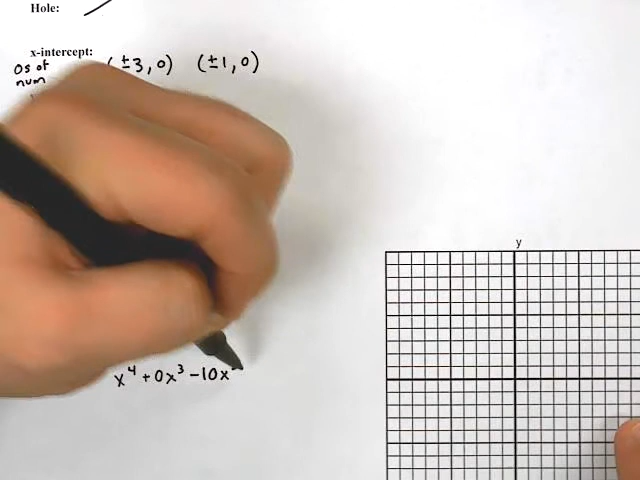 Hole:
x-intercept:
0s of (±3,0) (±1,0)
num
y
x⁴+0x³-10x